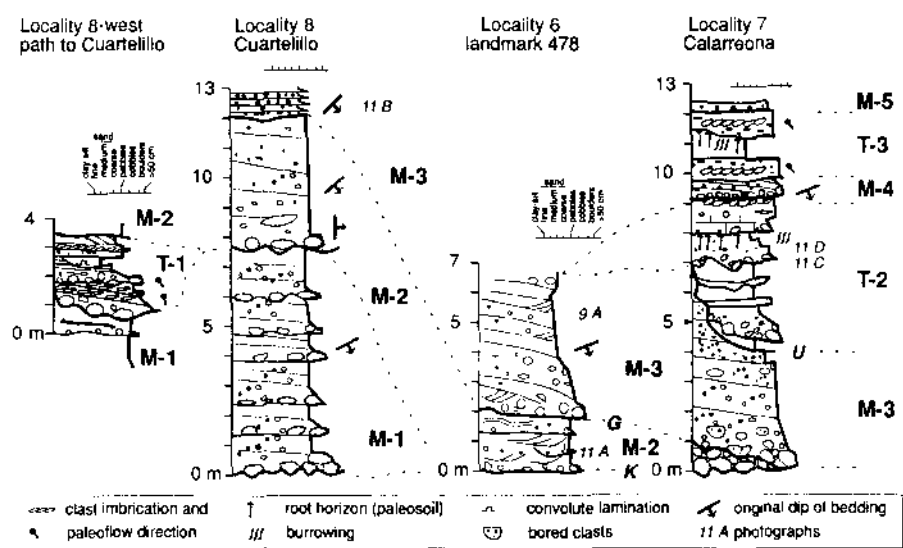 Locality 8-west
path to Cuartelillo
Locality 8
Cuartelillo
Locality 6
landmark 478
Locality 7
Calarreona
clay-silt
fine
medium
coarse
sand
pebbles
cobbles
boulders
>50 cm
4
0 m
M-2
T-1
M-1
13
10
5
0 m
11 B
M-3
M-2
M-1
clay-silt
fine
medium
coarse
sand
pebbles
cobbles
boulders
>50 cm
7
5
0 m
9 A
M-3
G
11 A
M-2
K
13
10
5
0 m
M-5
T-3
M-4
11 D
11 C
T-2
U
M-3
clast imbrication and
paleoflow direction
root horizon (paleosoil)
burrowing
convolute lamination
bored clasts
original dip of bedding
11 A photographs